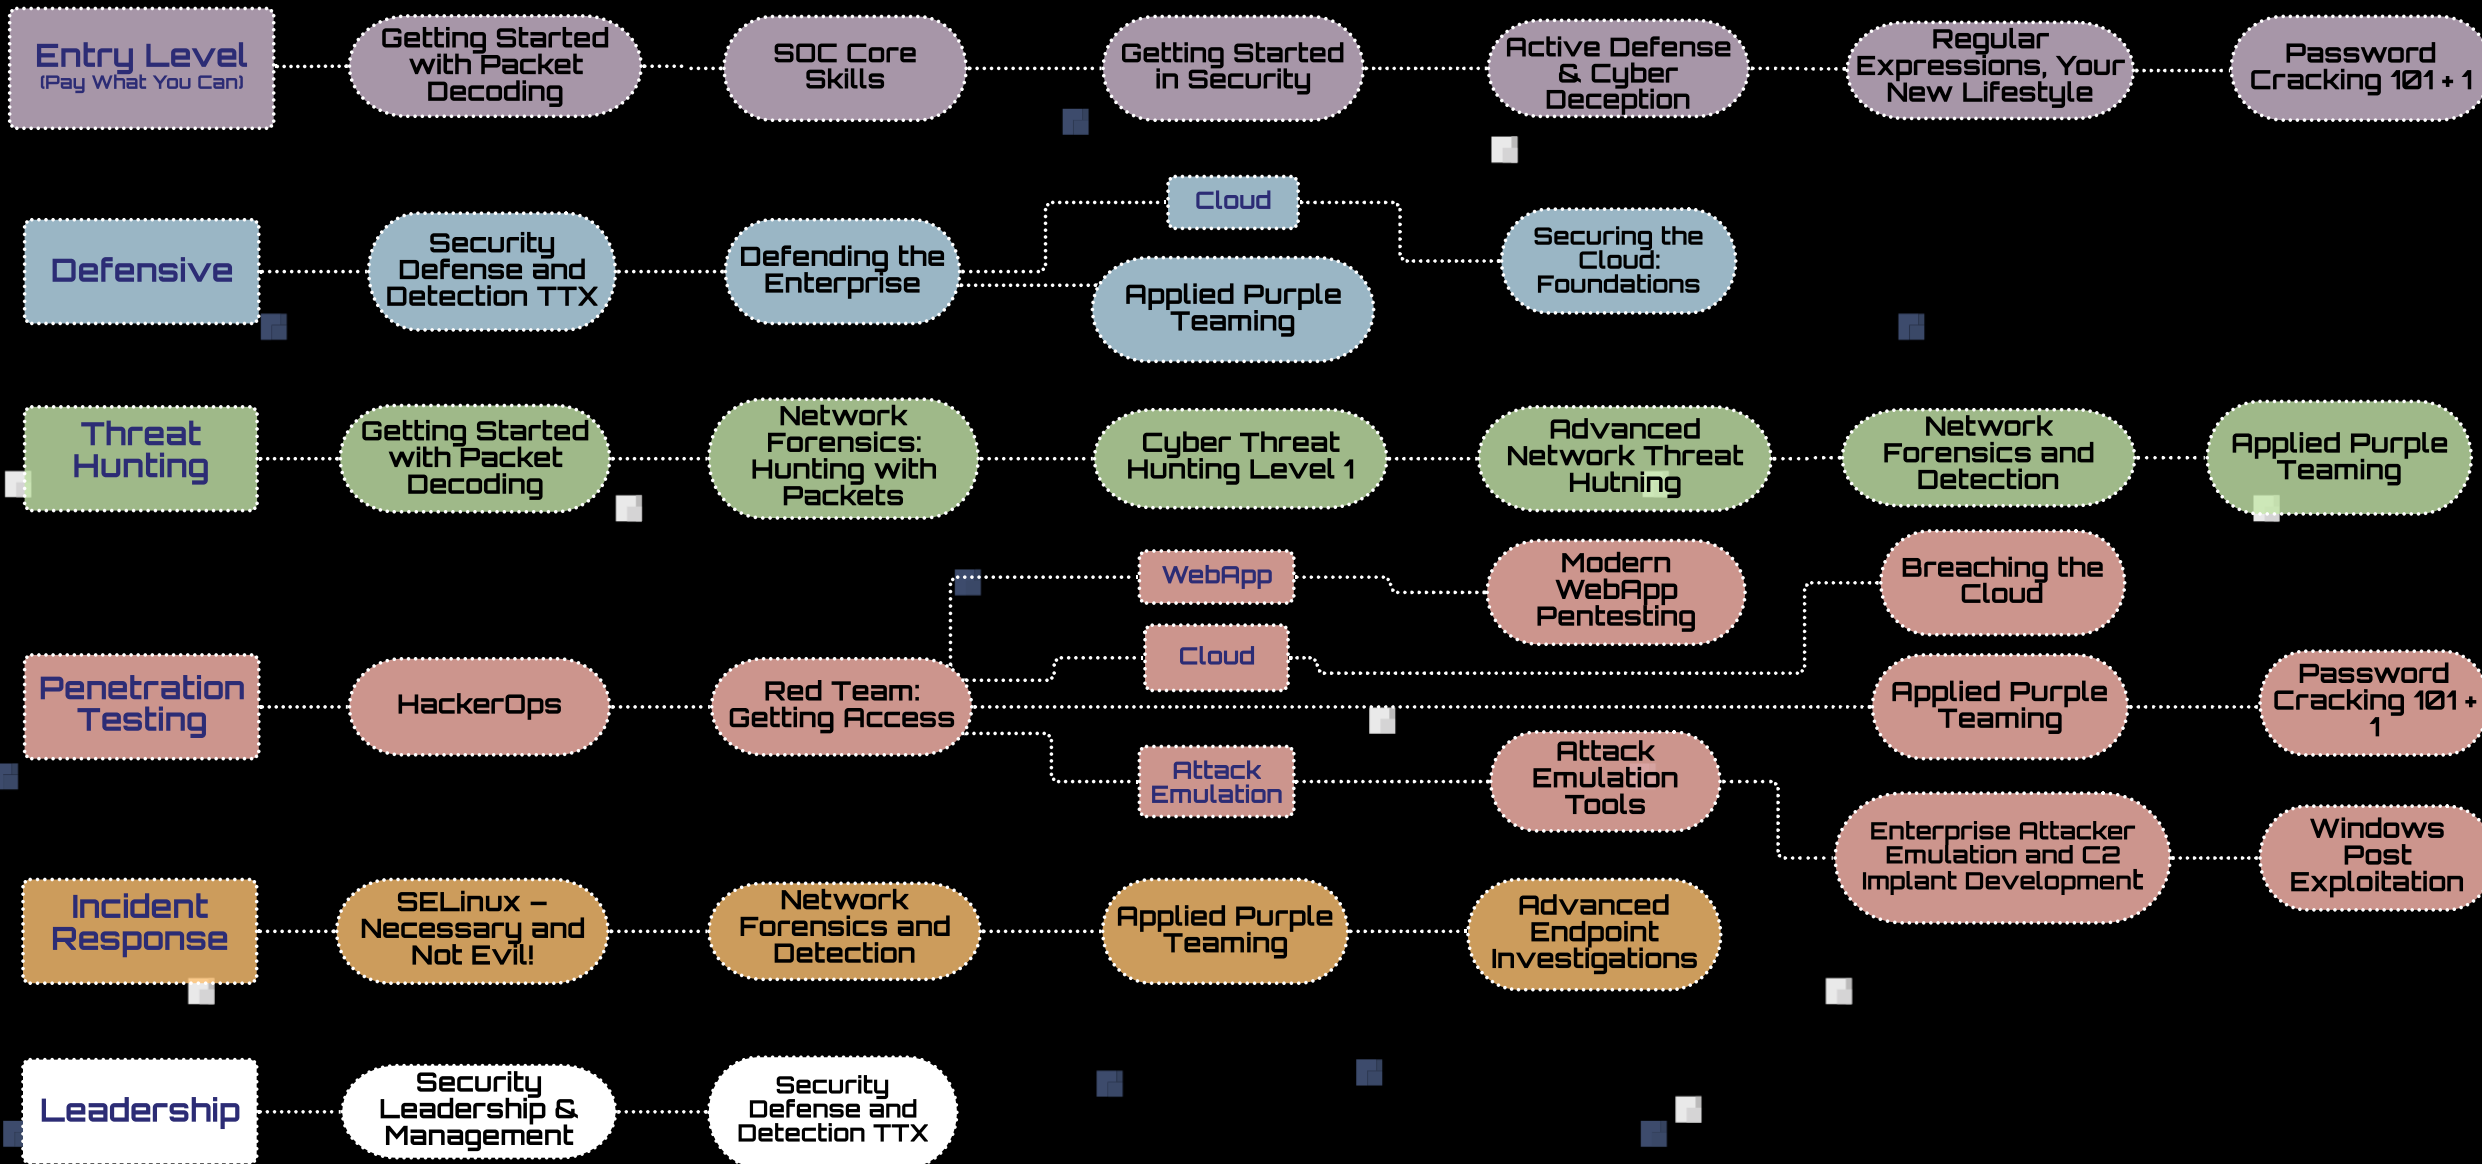 Entry Level
(Pay What You Can)
Getting Started
with Packet
Decoding
SOC Core
Skills
Getting Started
in Security
Active Defense
& Cyber
Deception
Regular
Expressions, Your
New Lifestyle
Password
Cracking 101 + 1
Defensive
Security
Defense and
Detection TTX
Defending the
Enterprise
Cloud
Securing the
Cloud:
Foundations
Applied Purple
Teaming
Threat
Hunting
Getting Started
with Packet
Decoding
Network
Forensics:
Hunting with
Packets
Cyber Threat
Hunting Level 1
Advanced
Network Threat
Hutning
Network
Forensics and
Detection
Applied Purple
Teaming
Penetration
Testing
HackerOps
Red Team:
Getting Access
WebApp
Modern
WebApp
Pentesting
Cloud
Breaching the
Cloud
Applied Purple
Teaming
Password
Cracking 101 +
1
Attack
Emulation
Attack
Emulation
Tools
Enterprise Attacker
Emulation and C2
Implant Development
Windows
Post
Exploitation
Incident
Response
SELinux –
Necessary and
Not Evil!
Network
Forensics and
Detection
Applied Purple
Teaming
Advanced
Endpoint
Investigations
Leadership
Security
Leadership &
Management
Security
Defense and
Detection TTX